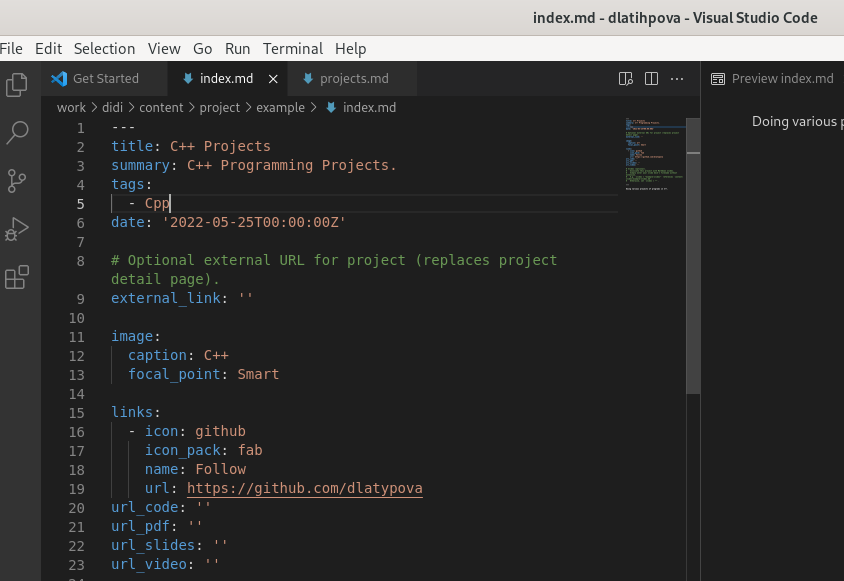 index.md - dlatihpova - Visual Studio Code
File Edit Selection View Go Run Terminal Help
Get Started index.md projects.md Preview index.md
work > didi > content > project > example > index.md
Doing various
1 ---
2 title: C++ Projects
3 summary: C++ Programming Projects.
4 tags:
5 - Cpp
6 date: '2022-05-25T00:00:00Z'
7
8 # Optional external URL for project (replaces project
detail page).
9 external_link: ''
10
11 image:
12 caption: C++
13 focal_point: Smart
14
15 links:
16 - icon: github
17 icon_pack: fab
18 name: Follow
19 url: https://github.com/dlatypova
20 url_code: ''
21 url_pdf: ''
22 url_slides: ''
23 url_video: ''